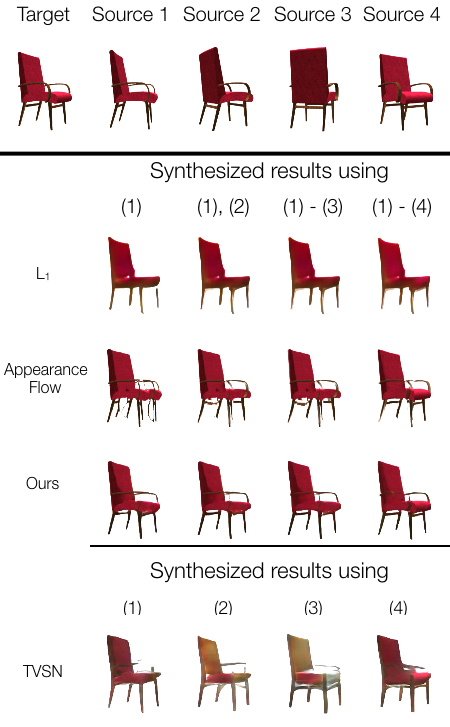 Target Source 1 Source 2 Source 3 Source 4
Synthesized results using
(1) (1), (2) (1) - (3) (1) - (4)
L₁
Appearance
Flow
Ours
Synthesized results using
(1) (2) (3) (4)
TVSN